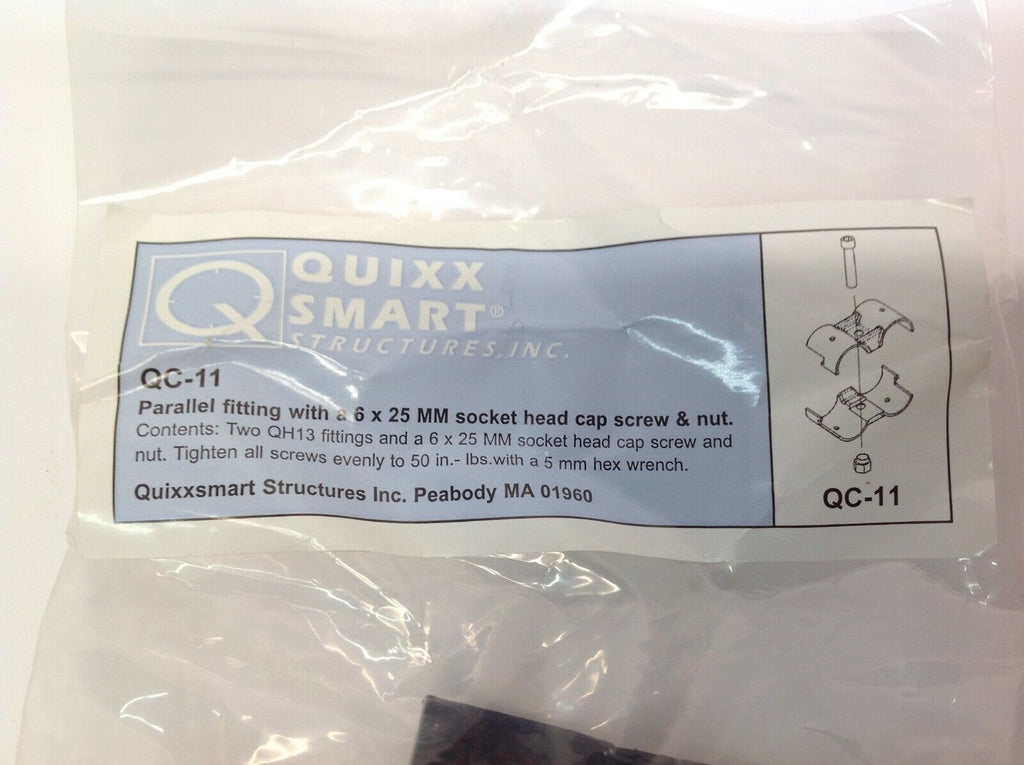 QUIXX
SMART®
STRUCTURES, INC.
QC-11
Parallel fitting with a 6 x 25 MM socket head cap screw & nut.
Contents: Two QH13 fittings and a 6 x 25 MM socket head cap screw and
nut. Tighten all screws evenly to 50 in.- lbs.with a 5 mm hex wrench.
Quixxsmart Structures Inc. Peabody MA 01960
QC-11